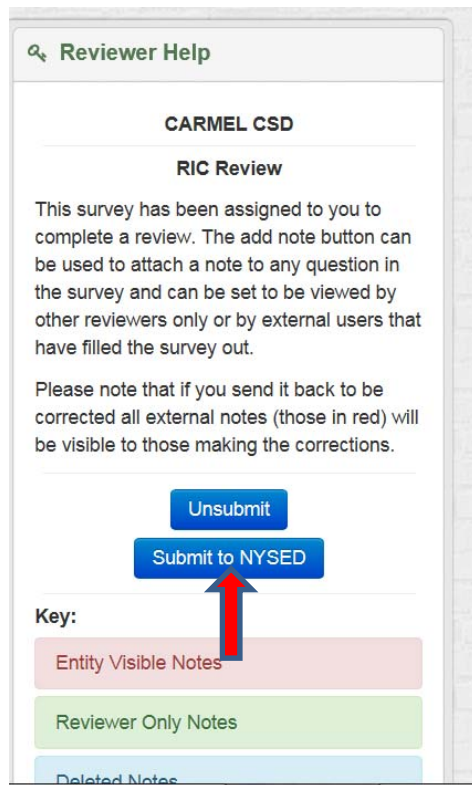 Reviewer Help
CARMEL CSD
RIC Review
This survey has been assigned to you to
complete a review. The add note button can
be used to attach a note to any question in
the survey and can be set to be viewed by
other reviewers only or by external users that
have filled the survey out.
Please note that if you send it back to be
corrected all external notes (those in red) will
be visible to those making the corrections.
Unsubmit
Submit to NYSED
Key:
Entity Visible Notes
Reviewer Only Notes
Deleted Notes